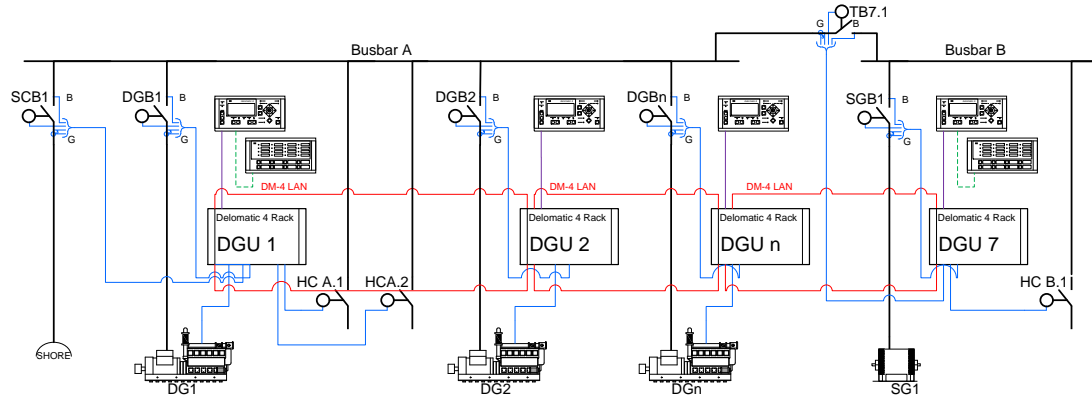 TB7.1
G
B
Busbar A
Busbar B
SCB1
B
G
DGB1
B
G
DGB2
B
G
DGBn
B
G
SGB1
B
G
DM-4 LAN
DM-4 LAN
DM-4 LAN
Delomatic 4 Rack
DGU 1
Delomatic 4 Rack
DGU 2
Delomatic 4 Rack
DGU n
Delomatic 4 Rack
DGU 7
HC A.1
HCA.2
HC B.1
SHORE
DG1
DG2
DGn
SG1